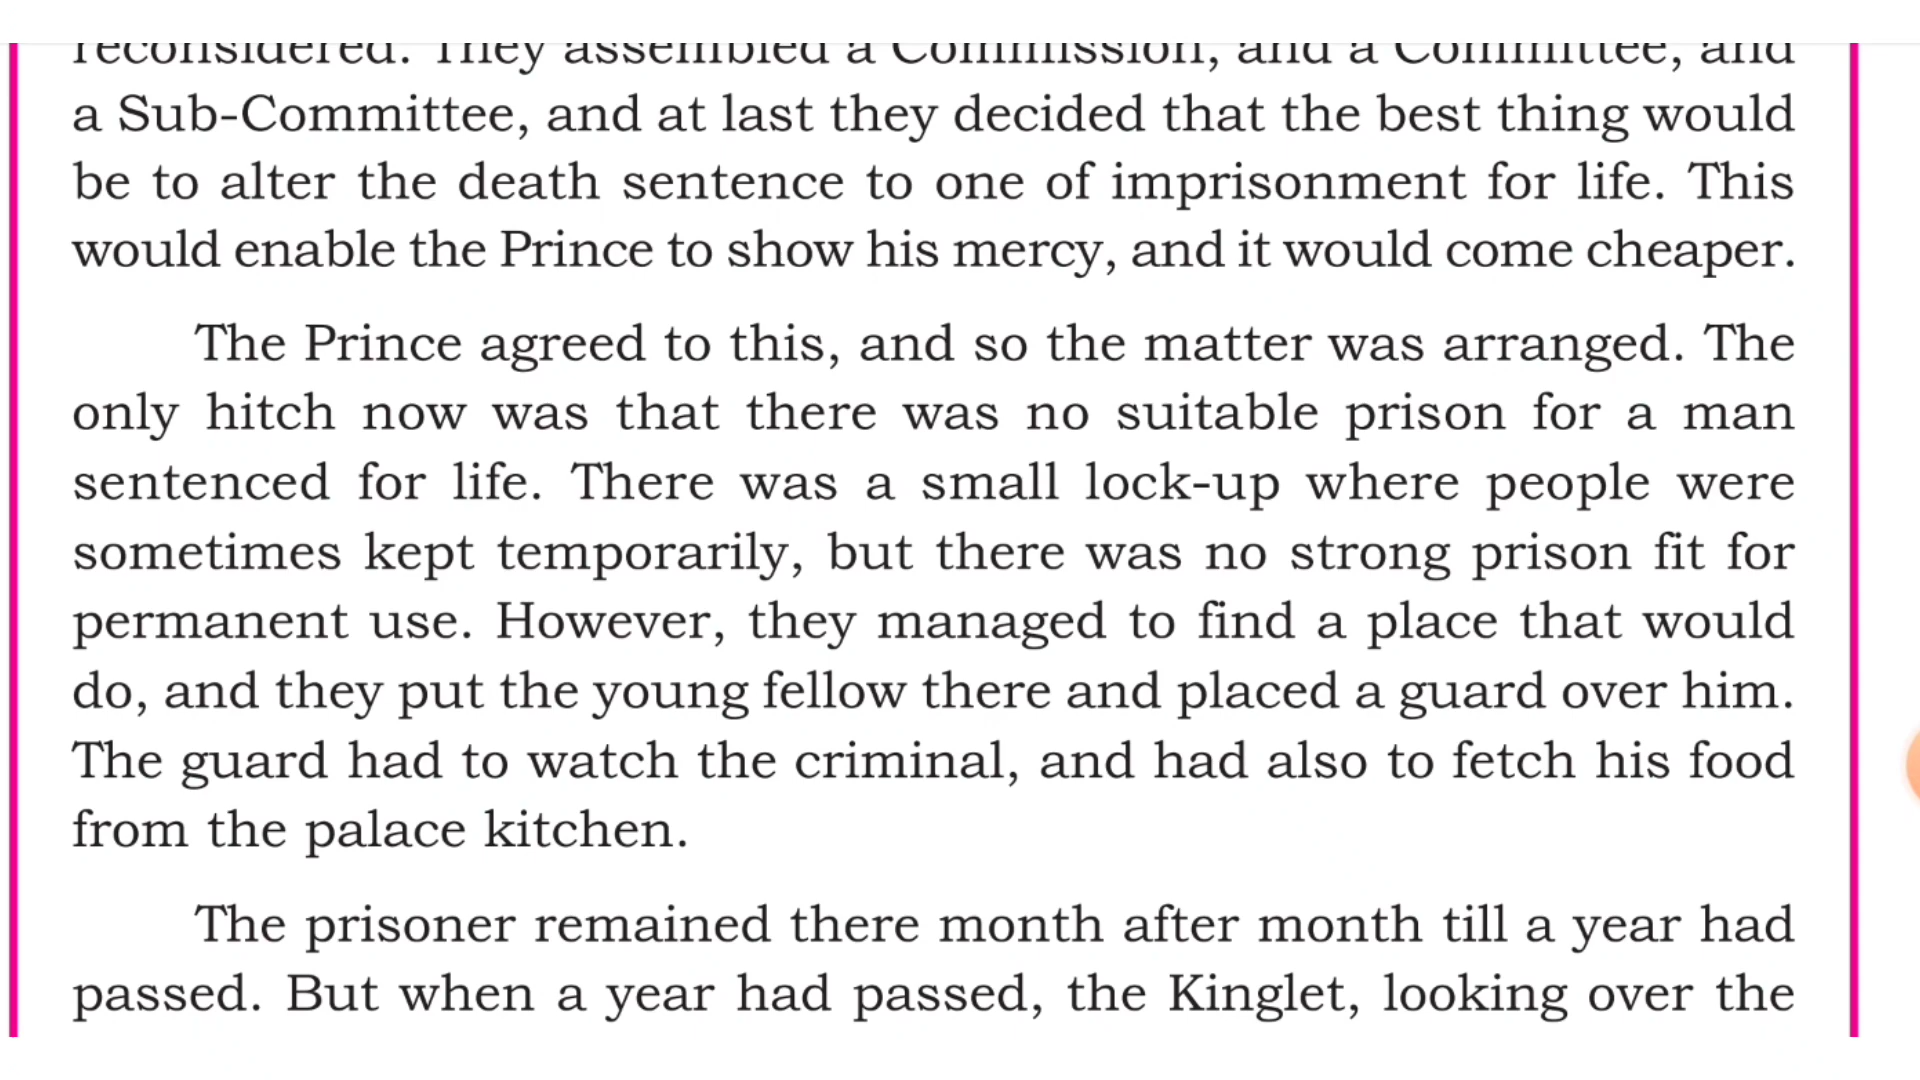 reconsidered. They assembled a Commission, and a Committee, and
a Sub-Committee, and at last they decided that the best thing would
be to alter the death sentence to one of imprisonment for life. This
would enable the Prince to show his mercy, and it would come cheaper.
The Prince agreed to this, and so the matter was arranged. The
only hitch now was that there was no suitable prison for a man
sentenced for life. There was a small lock-up where people were
sometimes kept temporarily, but there was no strong prison fit for
permanent use. However, they managed to find a place that would
do, and they put the young fellow there and placed a guard over him.
The guard had to watch the criminal, and had also to fetch his food
from the palace kitchen.
The prisoner remained there month after month till a year had
passed. But when a year had passed, the Kinglet, looking over the